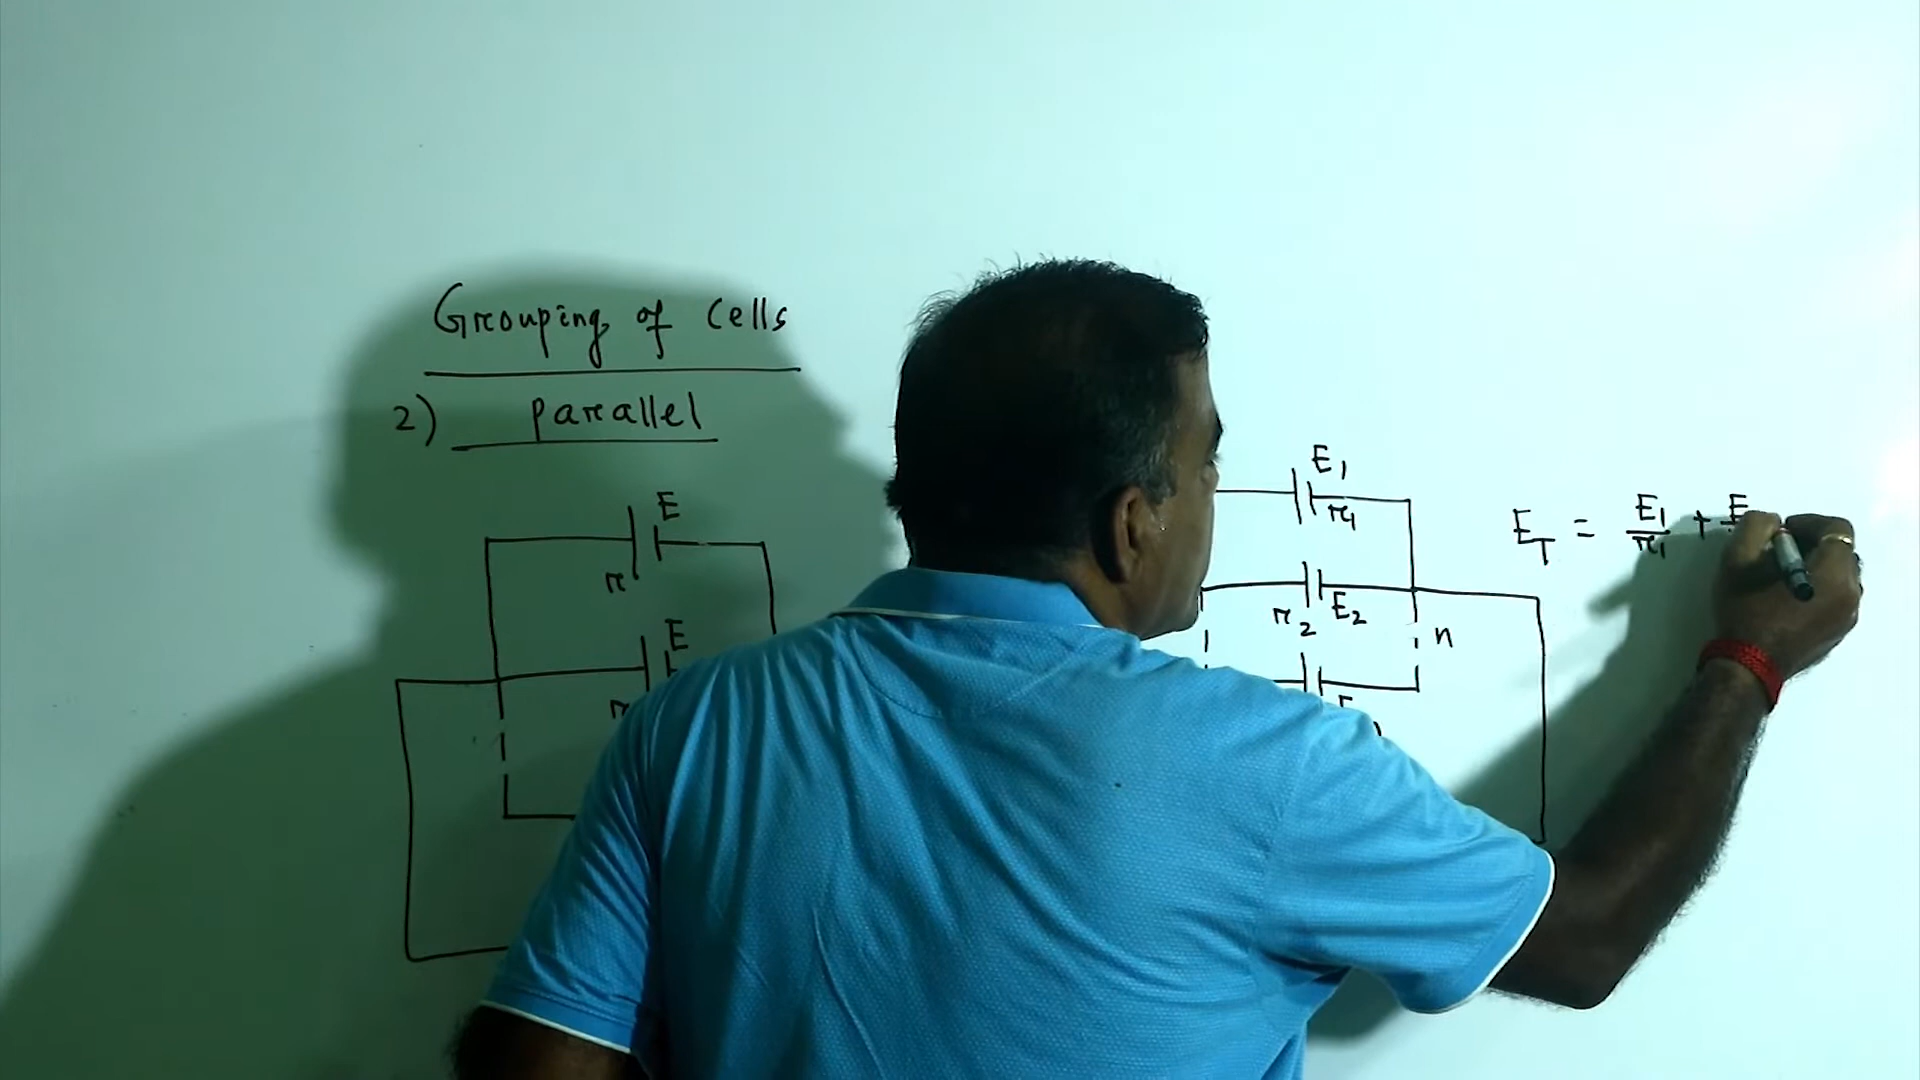 Grouping of cells
2) parallel
E
r
E
r
E1
r1
r2 E2
n
E_T = E1/r1 + E